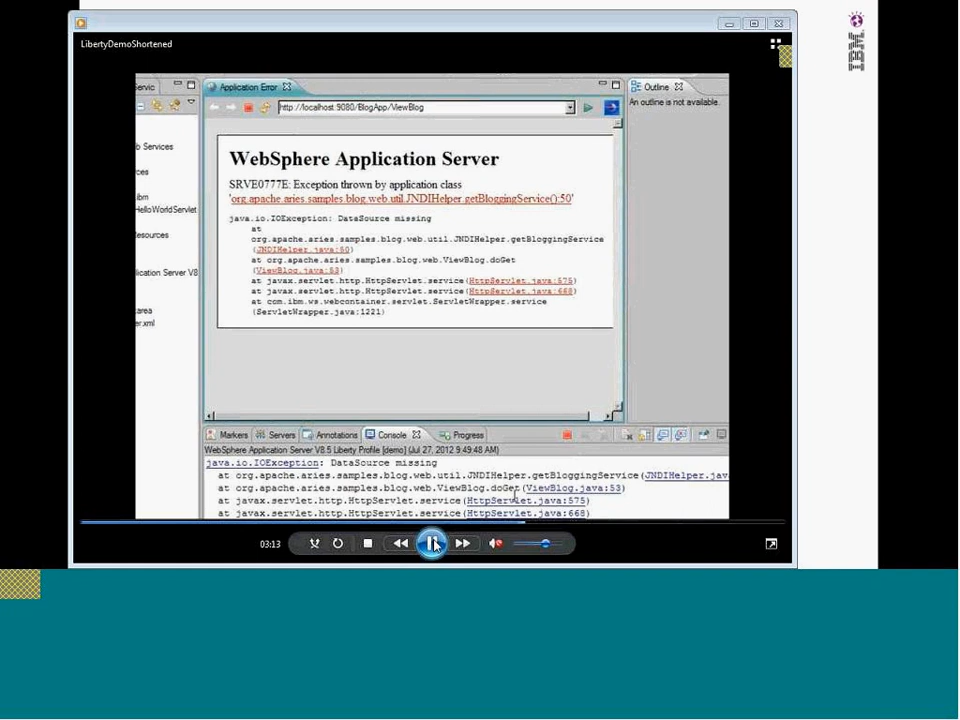 LibertyDemoShortened
IBM
Servic
Application Error
Outline
http://localhost:9080/BlogApp/ViewBlog
An outline is not available.
WebSphere Application Server
SRVE0777E: Exception thrown by application class
'org.apache.aries.samples.blog.web.util.JNDIHelper.getBloggingService():50'
java.io.IOException: DataSource missing
at
org.apache.aries.samples.blog.web.util.JNDIHelper.getBloggingService
(JNDIHelper.java:50)
at org.apache.aries.samples.blog.web.ViewBlog.doGet
(ViewBlog.java:53)
at javax.servlet.http.HttpServlet.service(HttpServlet.java:575)
at javax.servlet.http.HttpServlet.service(HttpServlet.java:668)
at com.ibm.ws.webcontainer.servlet.ServletWrapper.service
(ServletWrapper.java:1221)
b Services
ces
ibm
HelloWorldServlet
Resources
ication Server V8
area
er.xml
Markers Servers Annotations Console Progress
WebSphere Application Server V8.5 Liberty Profile [demo] (Jul 27, 2012 9:49:48 AM)
java.io.IOException: DataSource missing
at org.apache.aries.samples.blog.web.util.JNDIHelper.getBloggingService(JNDIHelper.jav
at org.apache.aries.samples.blog.web.ViewBlog.doGet(ViewBlog.java:53)
at javax.servlet.http.HttpServlet.service(HttpServlet.java:575)
at javax.servlet.http.HttpServlet.service(HttpServlet.java:668)
03:13